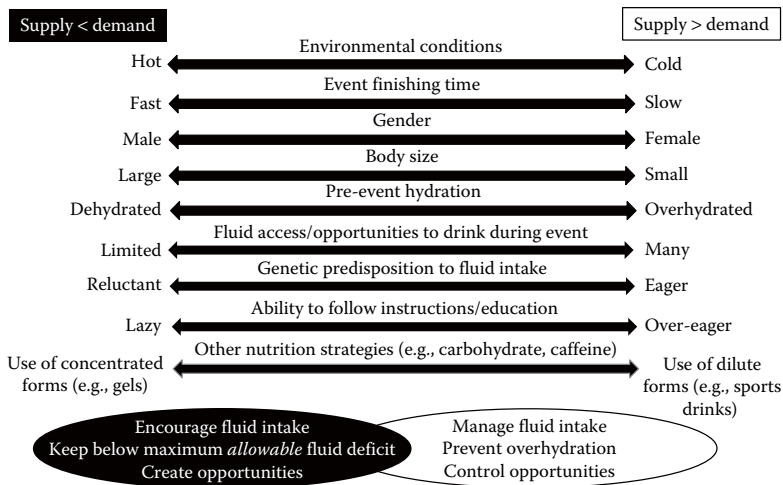 Supply < demand
Supply > demand
Environmental conditions
Hot
Cold
Event finishing time
Fast
Slow
Gender
Male
Female
Body size
Large
Small
Pre-event hydration
Dehydrated
Overhydrated
Fluid access/opportunities to drink during event
Limited
Many
Genetic predisposition to fluid intake
Reluctant
Eager
Ability to follow instructions/education
Lazy
Over-eager
Other nutrition strategies (e.g., carbohydrate, caffeine)
Use of concentrated
forms (e.g., gels)
Use of dilute
forms (e.g., sports
drinks)
Encourage fluid intake
Keep below maximum allowable fluid deficit
Create opportunities
Manage fluid intake
Prevent overhydration
Control opportunities